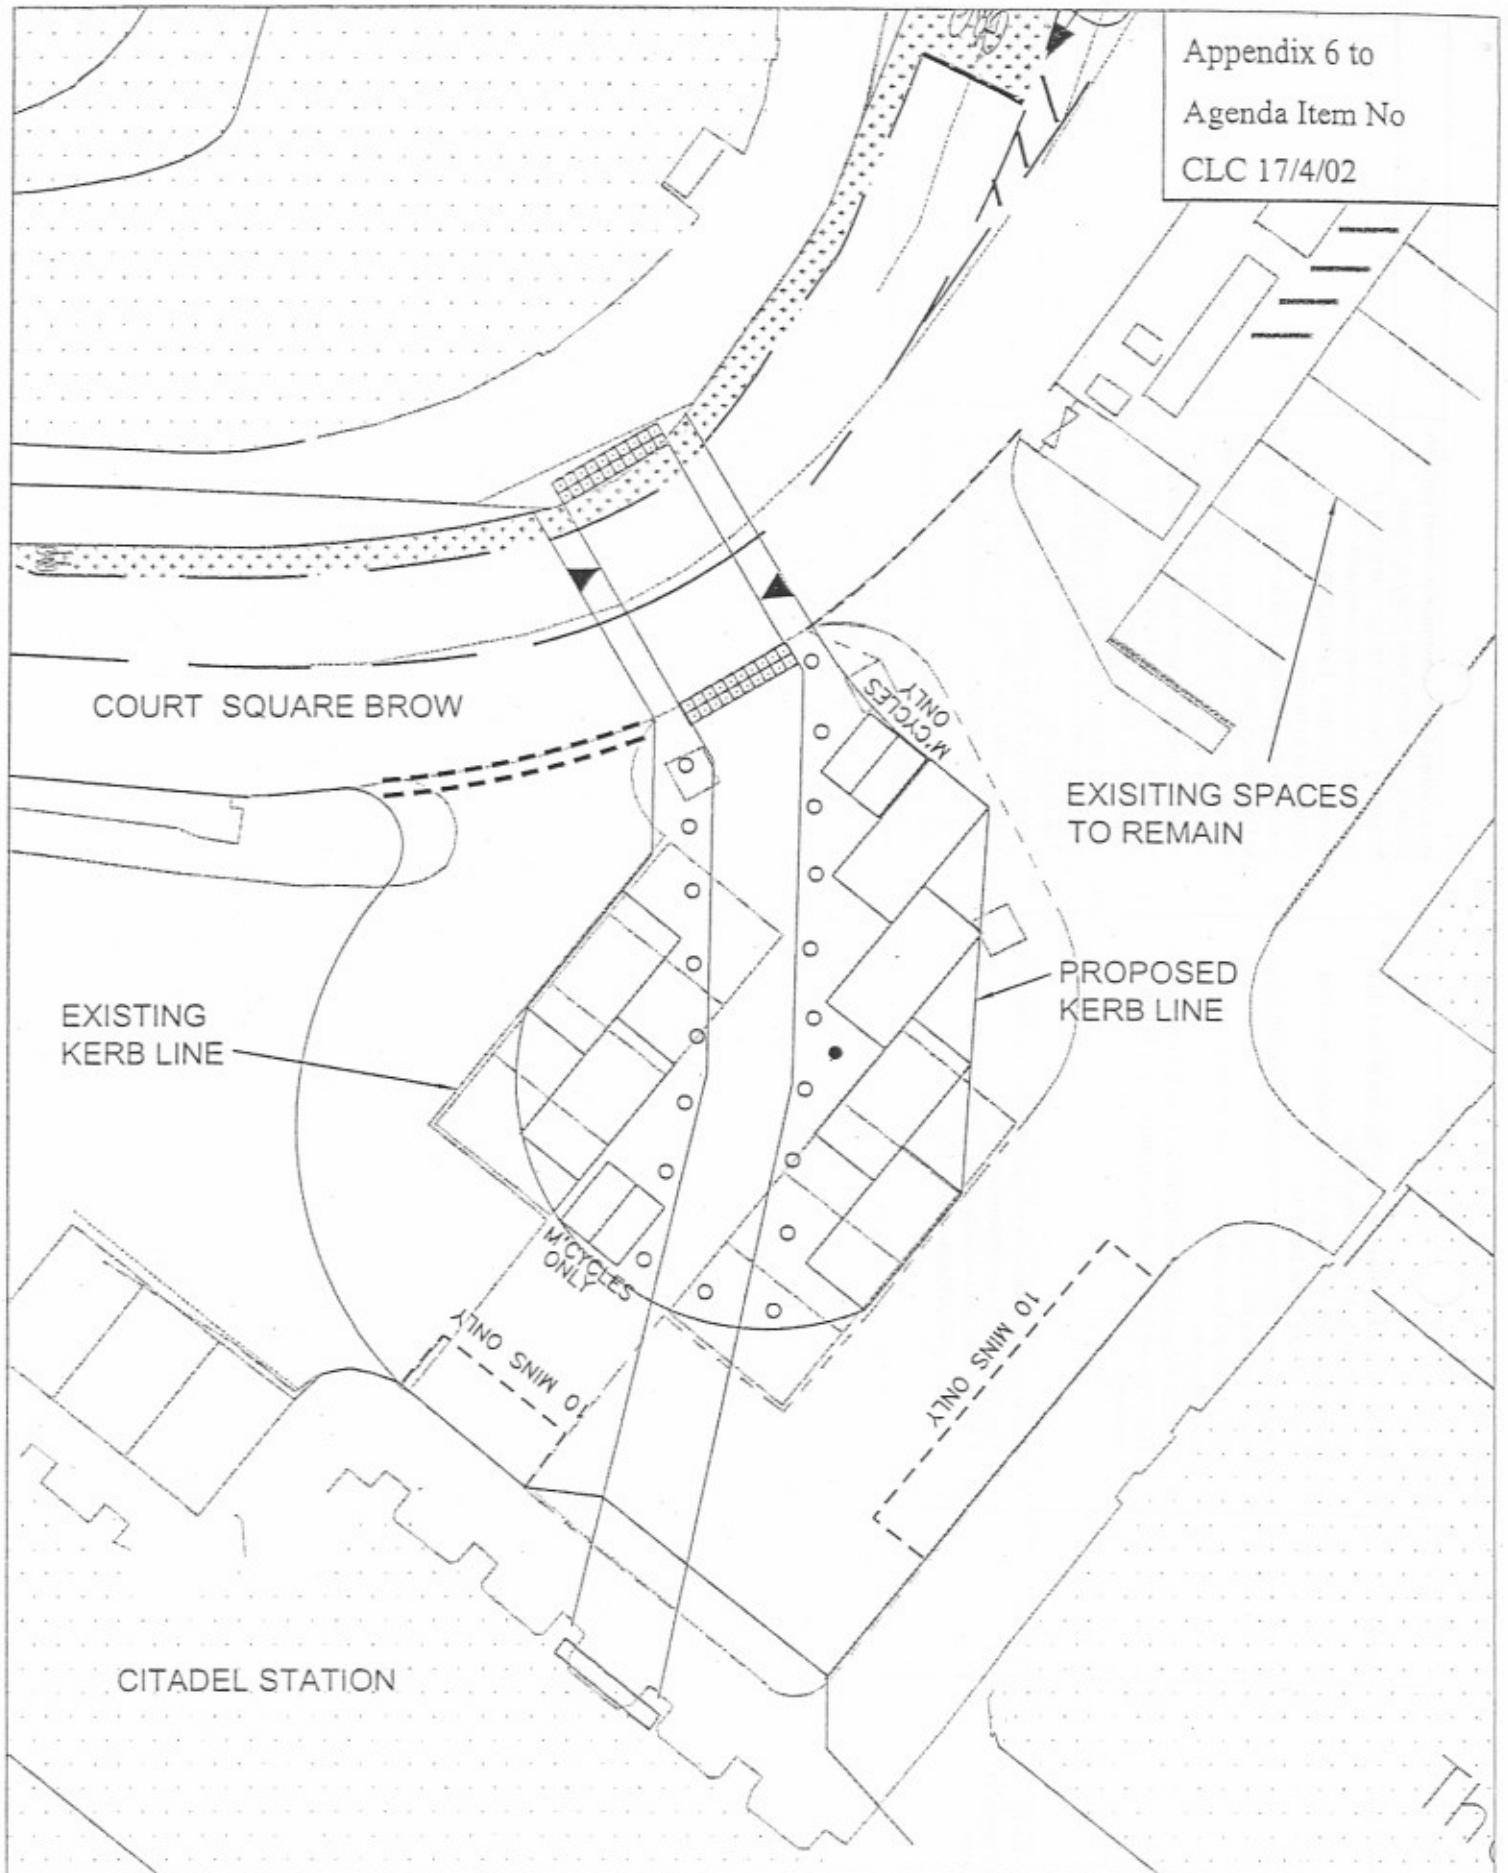 Appendix 6 to
Agenda Item No
CLC 17/4/02
COURT SQUARE BROW
M'CYCLES
ONLY
EXISITING SPACES
TO REMAIN
PROPOSED
KERB LINE
EXISTING
KERB LINE
M'CYCLES
ONLY
10 MINS ONLY
10 MINS ONLY
CITADEL STATION